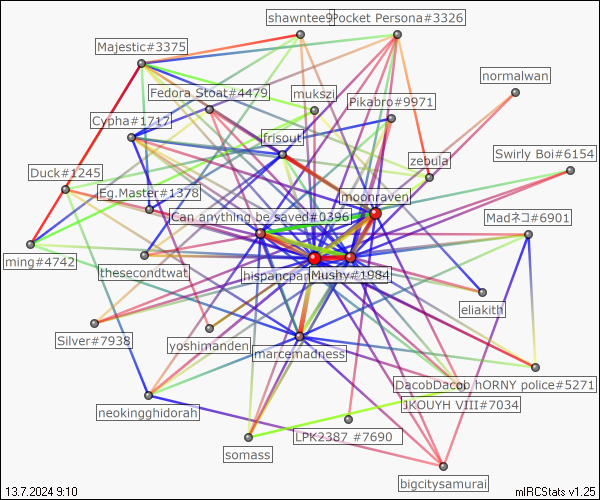 shawntee9 Pocket Persona#3326
Majestic#3375
normalwan
Fedora Stoat#4479
mukszi
Pikabro#9971
Cypha#1717
frisout
zebula
Swirly Boi#6154
Duck#1245
Eg.Master#1378
moonraven
Can anything be saved#0396
Madネコ#6901
ming#4742
thesecondtwat
hispancpan
Mushy#1984
eliakith
Silver#7938
yoshimanden
marcemadness
DacobDacob
hORNY police#5271
JKOUYH VIII#7034
neokingghidorah
LPK2387 #7690
somass
bigcitysamurai
13.7.2024 9:10
mIRCStats v1.25